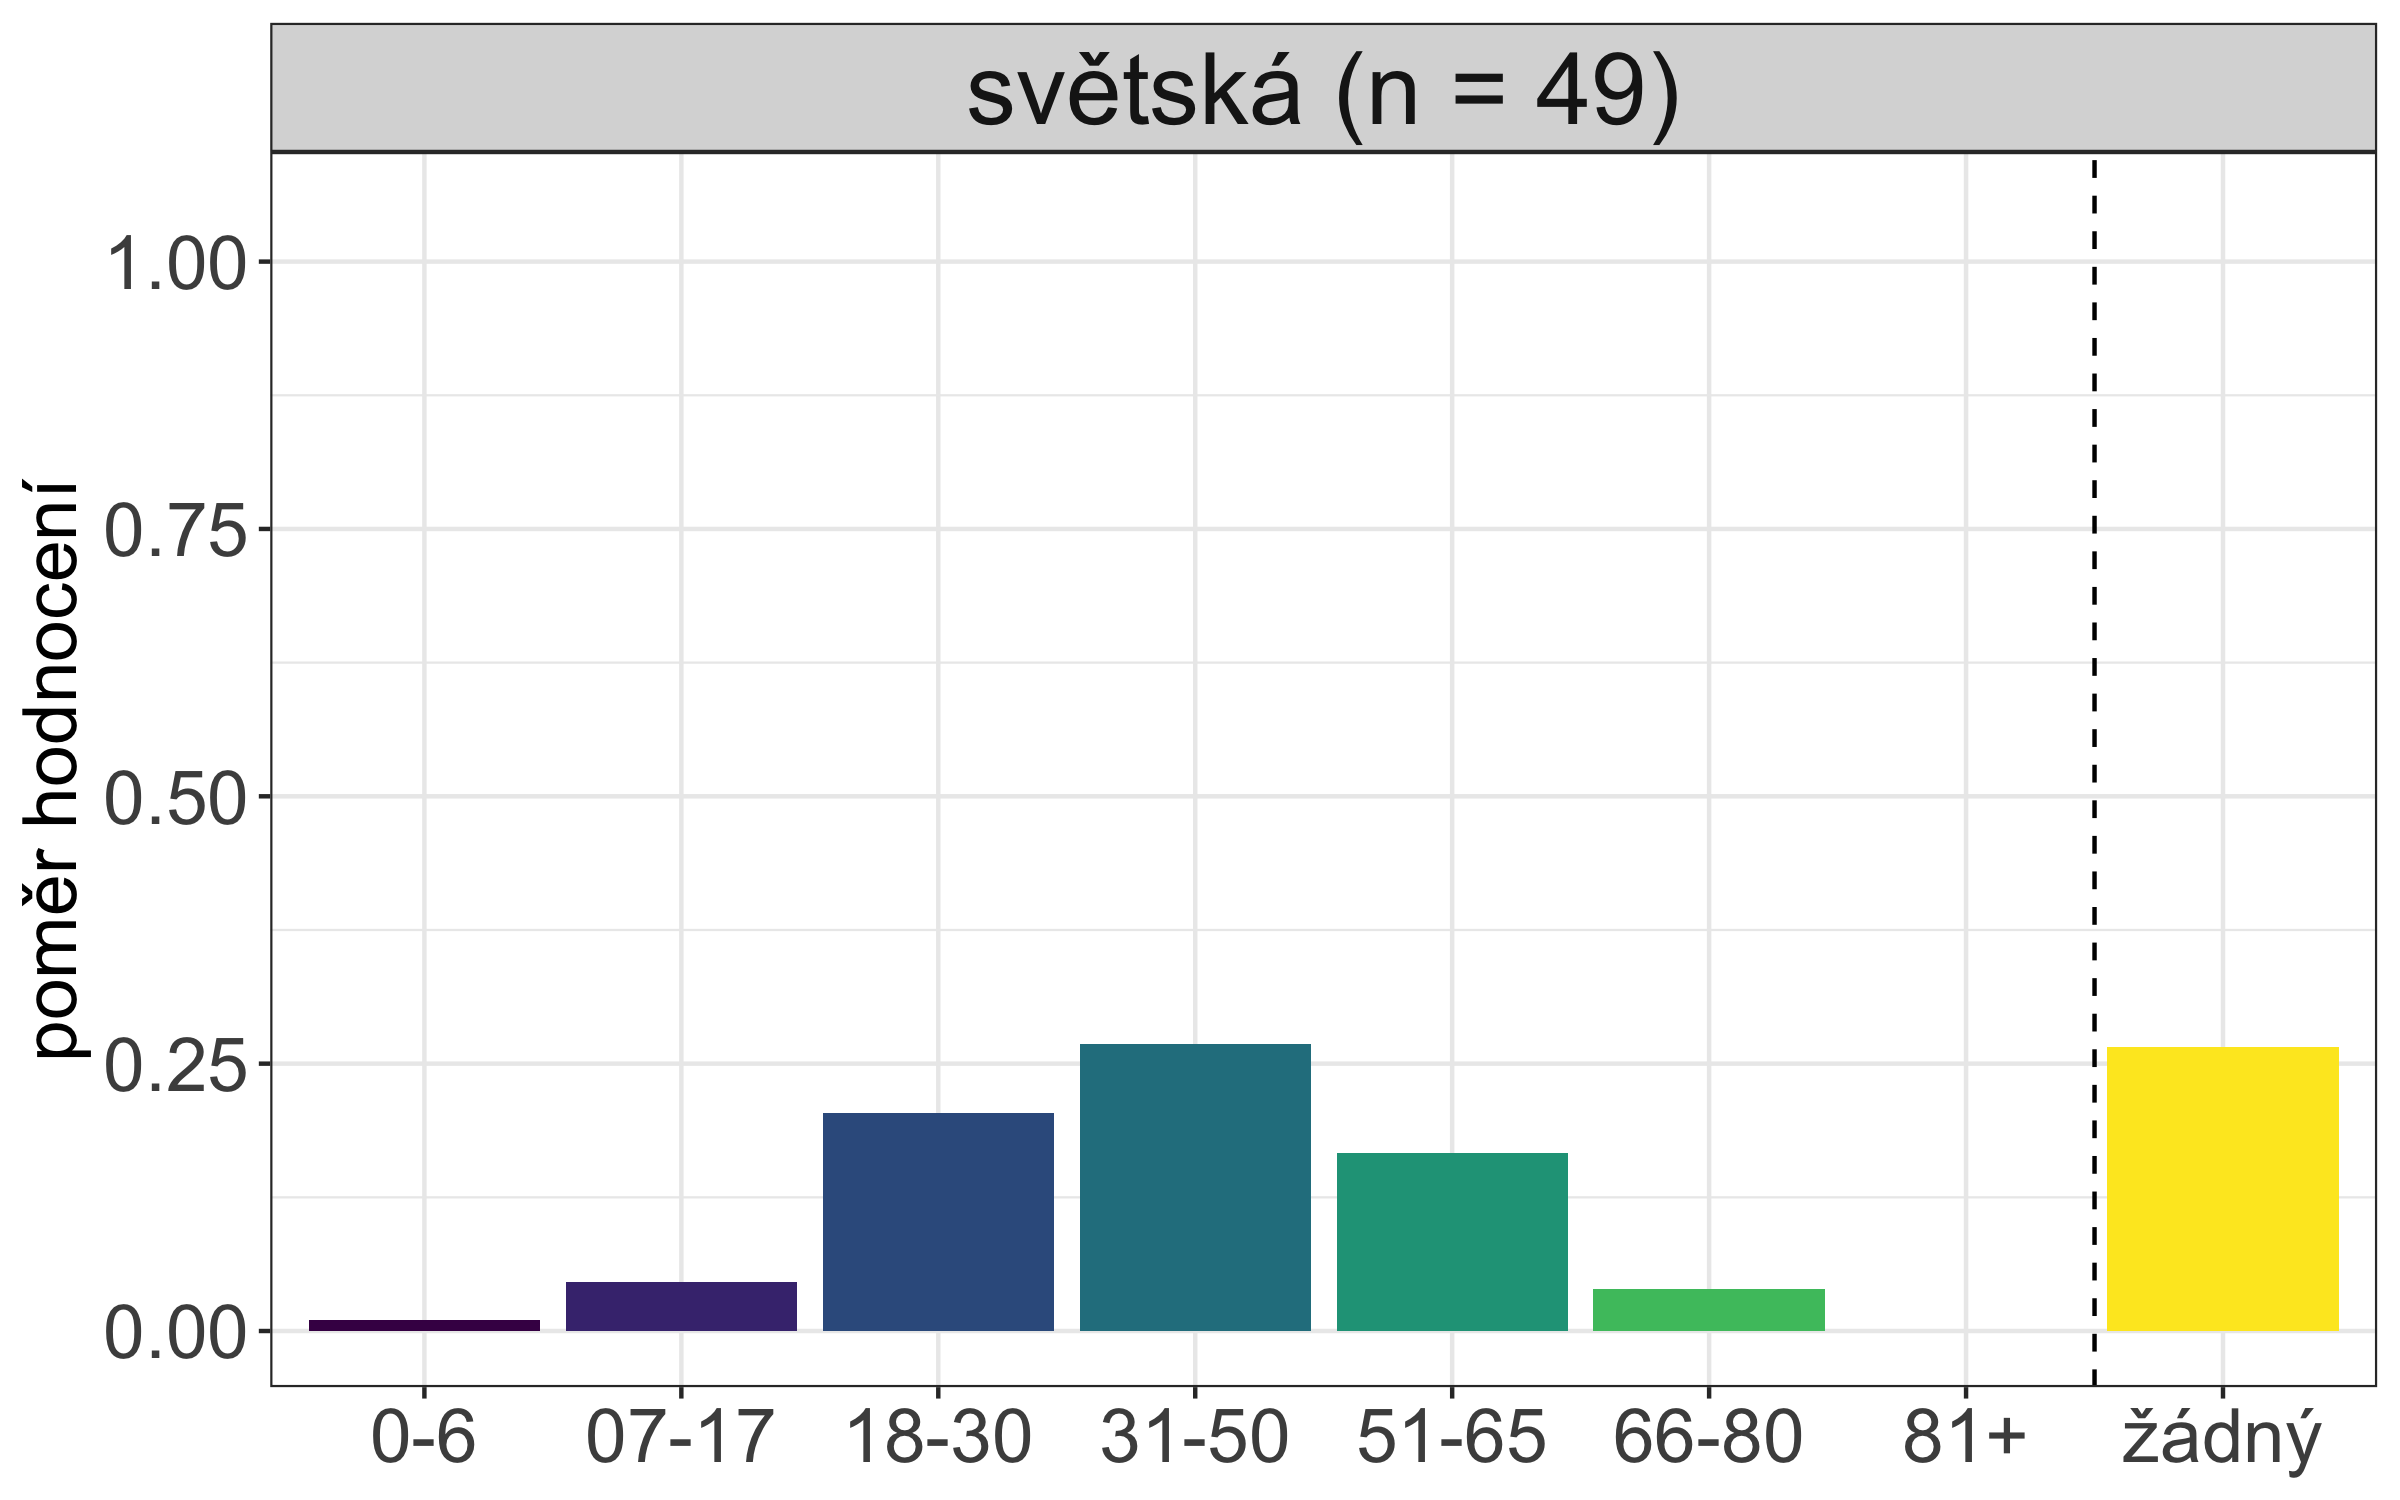 světská (n = 49)
poměr hodnocení
1.00
0.75
0.50
0.25
0.00
0-6 07-17 18-30 31-50 51-65 66-80 81+ žádný